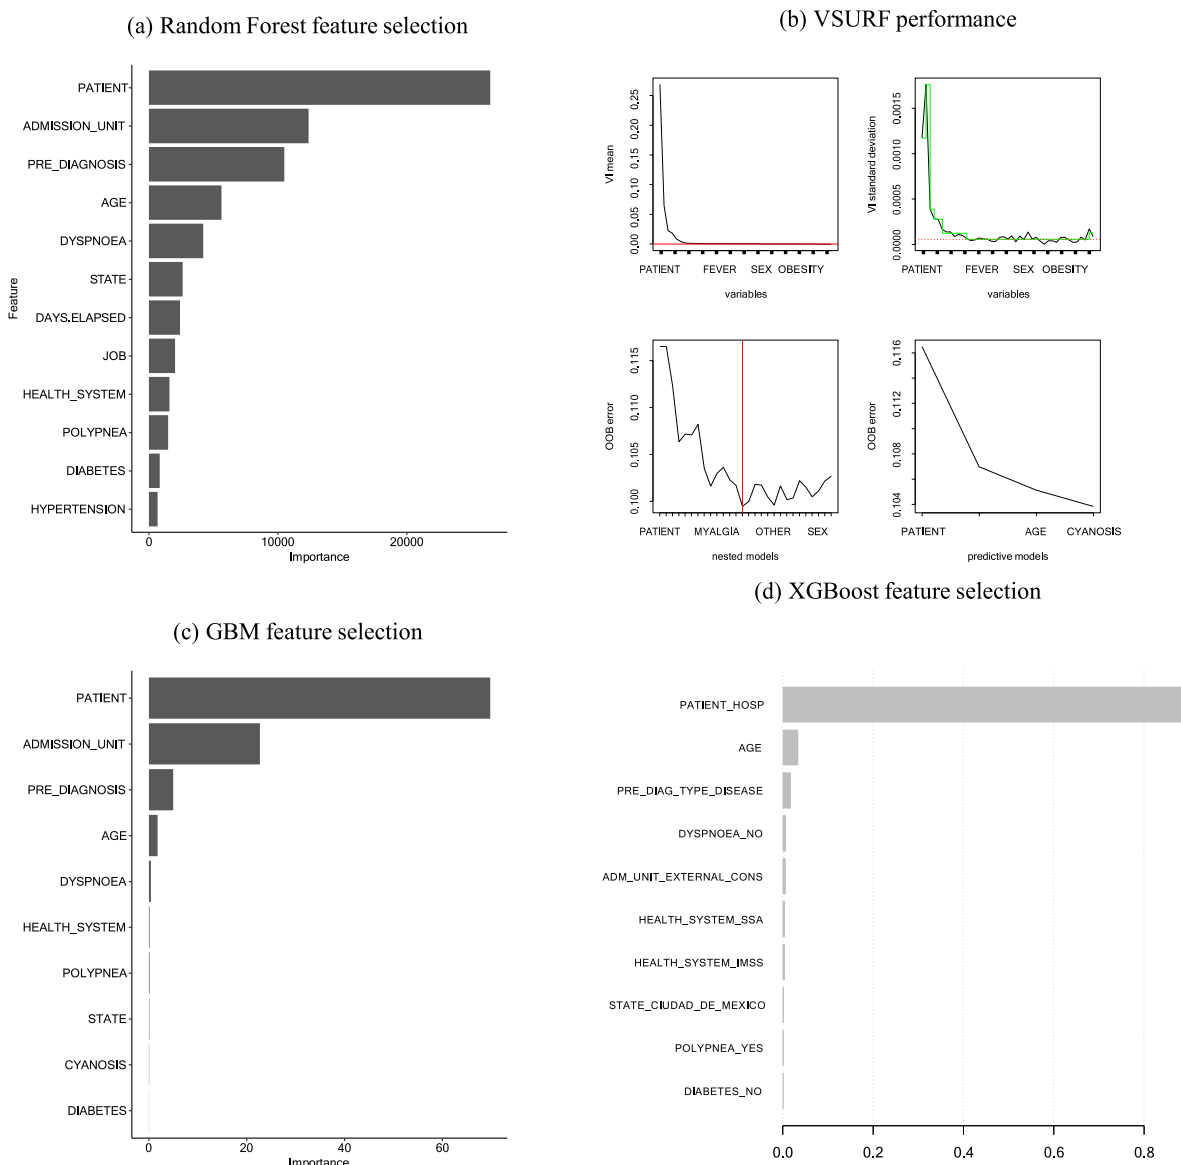 (a) Random Forest feature selection
PATIENT
ADMISSION_UNIT
PRE_DIAGNOSIS
AGE
DYSPNOEA
STATE
DAYS.ELAPSED
JOB
HEALTH_SYSTEM
POLYPNEA
DIABETES
HYPERTENSION
Feature
0 10000 20000
Importance
(b) VSURF performance
VI mean
0.00 0.05 0.10 0.15 0.20 0.25
PATIENT FEVER SEX OBESITY
variables
VI standard deviation
0.0000 0.0005 0.0010 0.0015
PATIENT FEVER SEX OBESITY
variables
OOB error
0.100 0.105 0.110 0.115
PATIENT MYALGIA OTHER SEX
nested models
OOB error
0.104 0.108 0.112 0.116
PATIENT AGE CYANOSIS
predictive models
(c) GBM feature selection
PATIENT
ADMISSION_UNIT
PRE_DIAGNOSIS
AGE
DYSPNOEA
HEALTH_SYSTEM
POLYPNEA
STATE
CYANOSIS
DIABETES
0 20 40 60
Importance
(d) XGBoost feature selection
PATIENT_HOSP
AGE
PRE_DIAG_TYPE_DISEASE
DYSPNOEA_NO
ADM_UNIT_EXTERNAL_CONS
HEALTH_SYSTEM_SSA
HEALTH_SYSTEM_IMSS
STATE_CIUDAD_DE_MEXICO
POLYPNEA_YES
DIABETES_NO
0.0 0.2 0.4 0.6 0.8